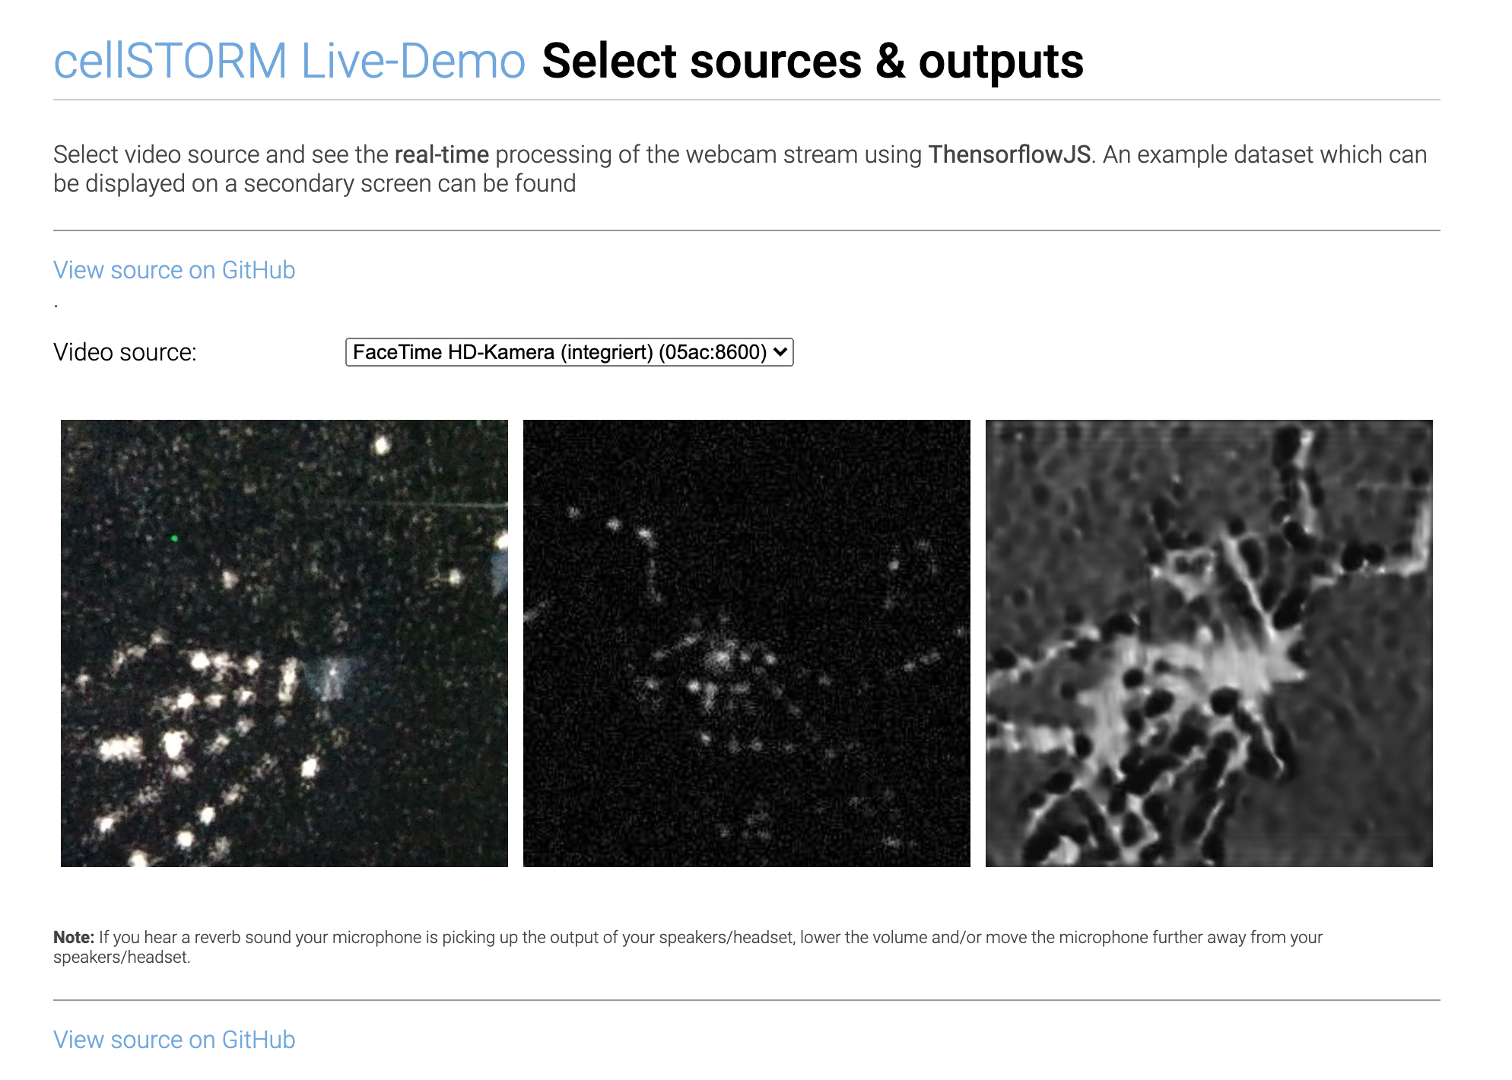 cellSTORM Live-Demo Select sources & outputs
Select video source and see the real-time processing of the webcam stream using ThensorflowJS. An example dataset which can
be displayed on a secondary screen can be found
View source on GitHub
.
Video source:
FaceTime HD-Kamera (integriert) (05ac:8600)
Note: If you hear a reverb sound your microphone is picking up the output of your speakers/headset, lower the volume and/or move the microphone further away from your
speakers/headset.
View source on GitHub